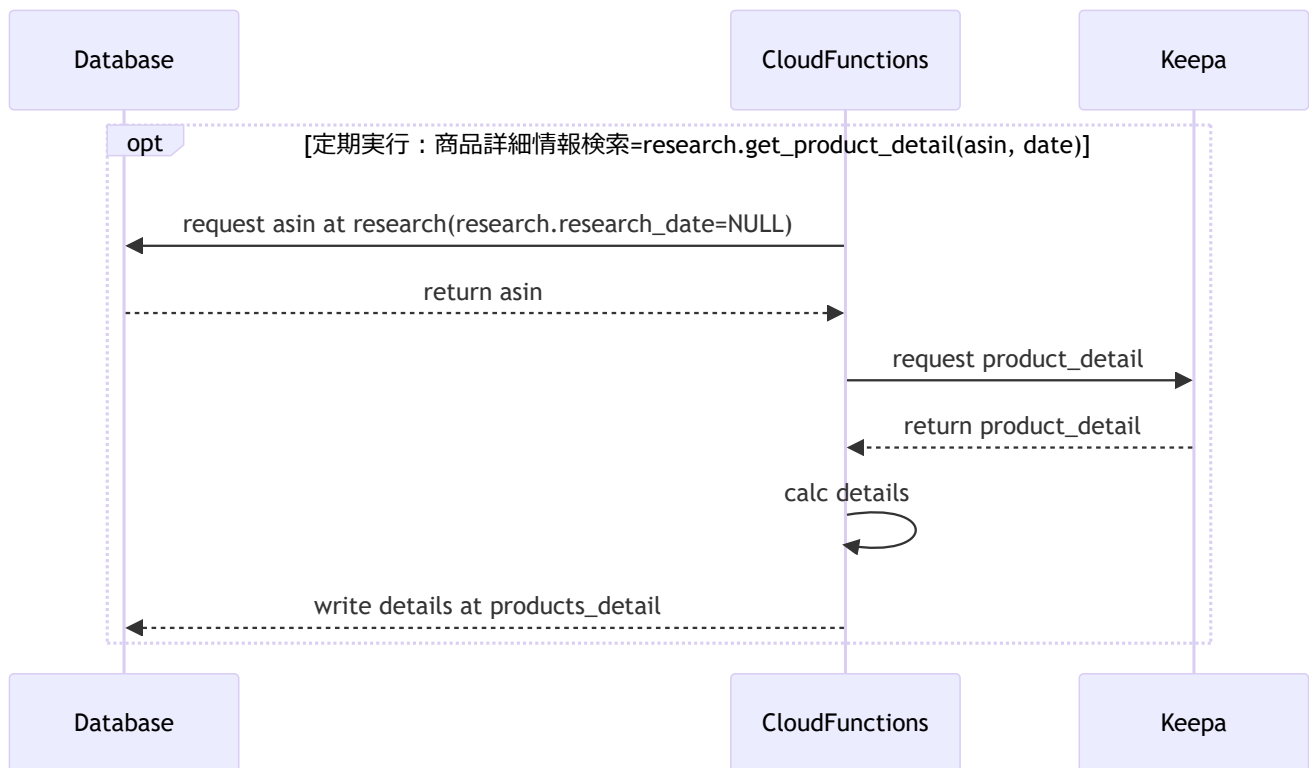 Database
CloudFunctions
Keepa
opt
[定期実行：商品詳細情報検索=research.get_product_detail(asin, date)]
request asin at research(research.research_date=NULL)
return asin
request product_detail
return product_detail
calc details
write details at products_detail
Database
CloudFunctions
Keepa